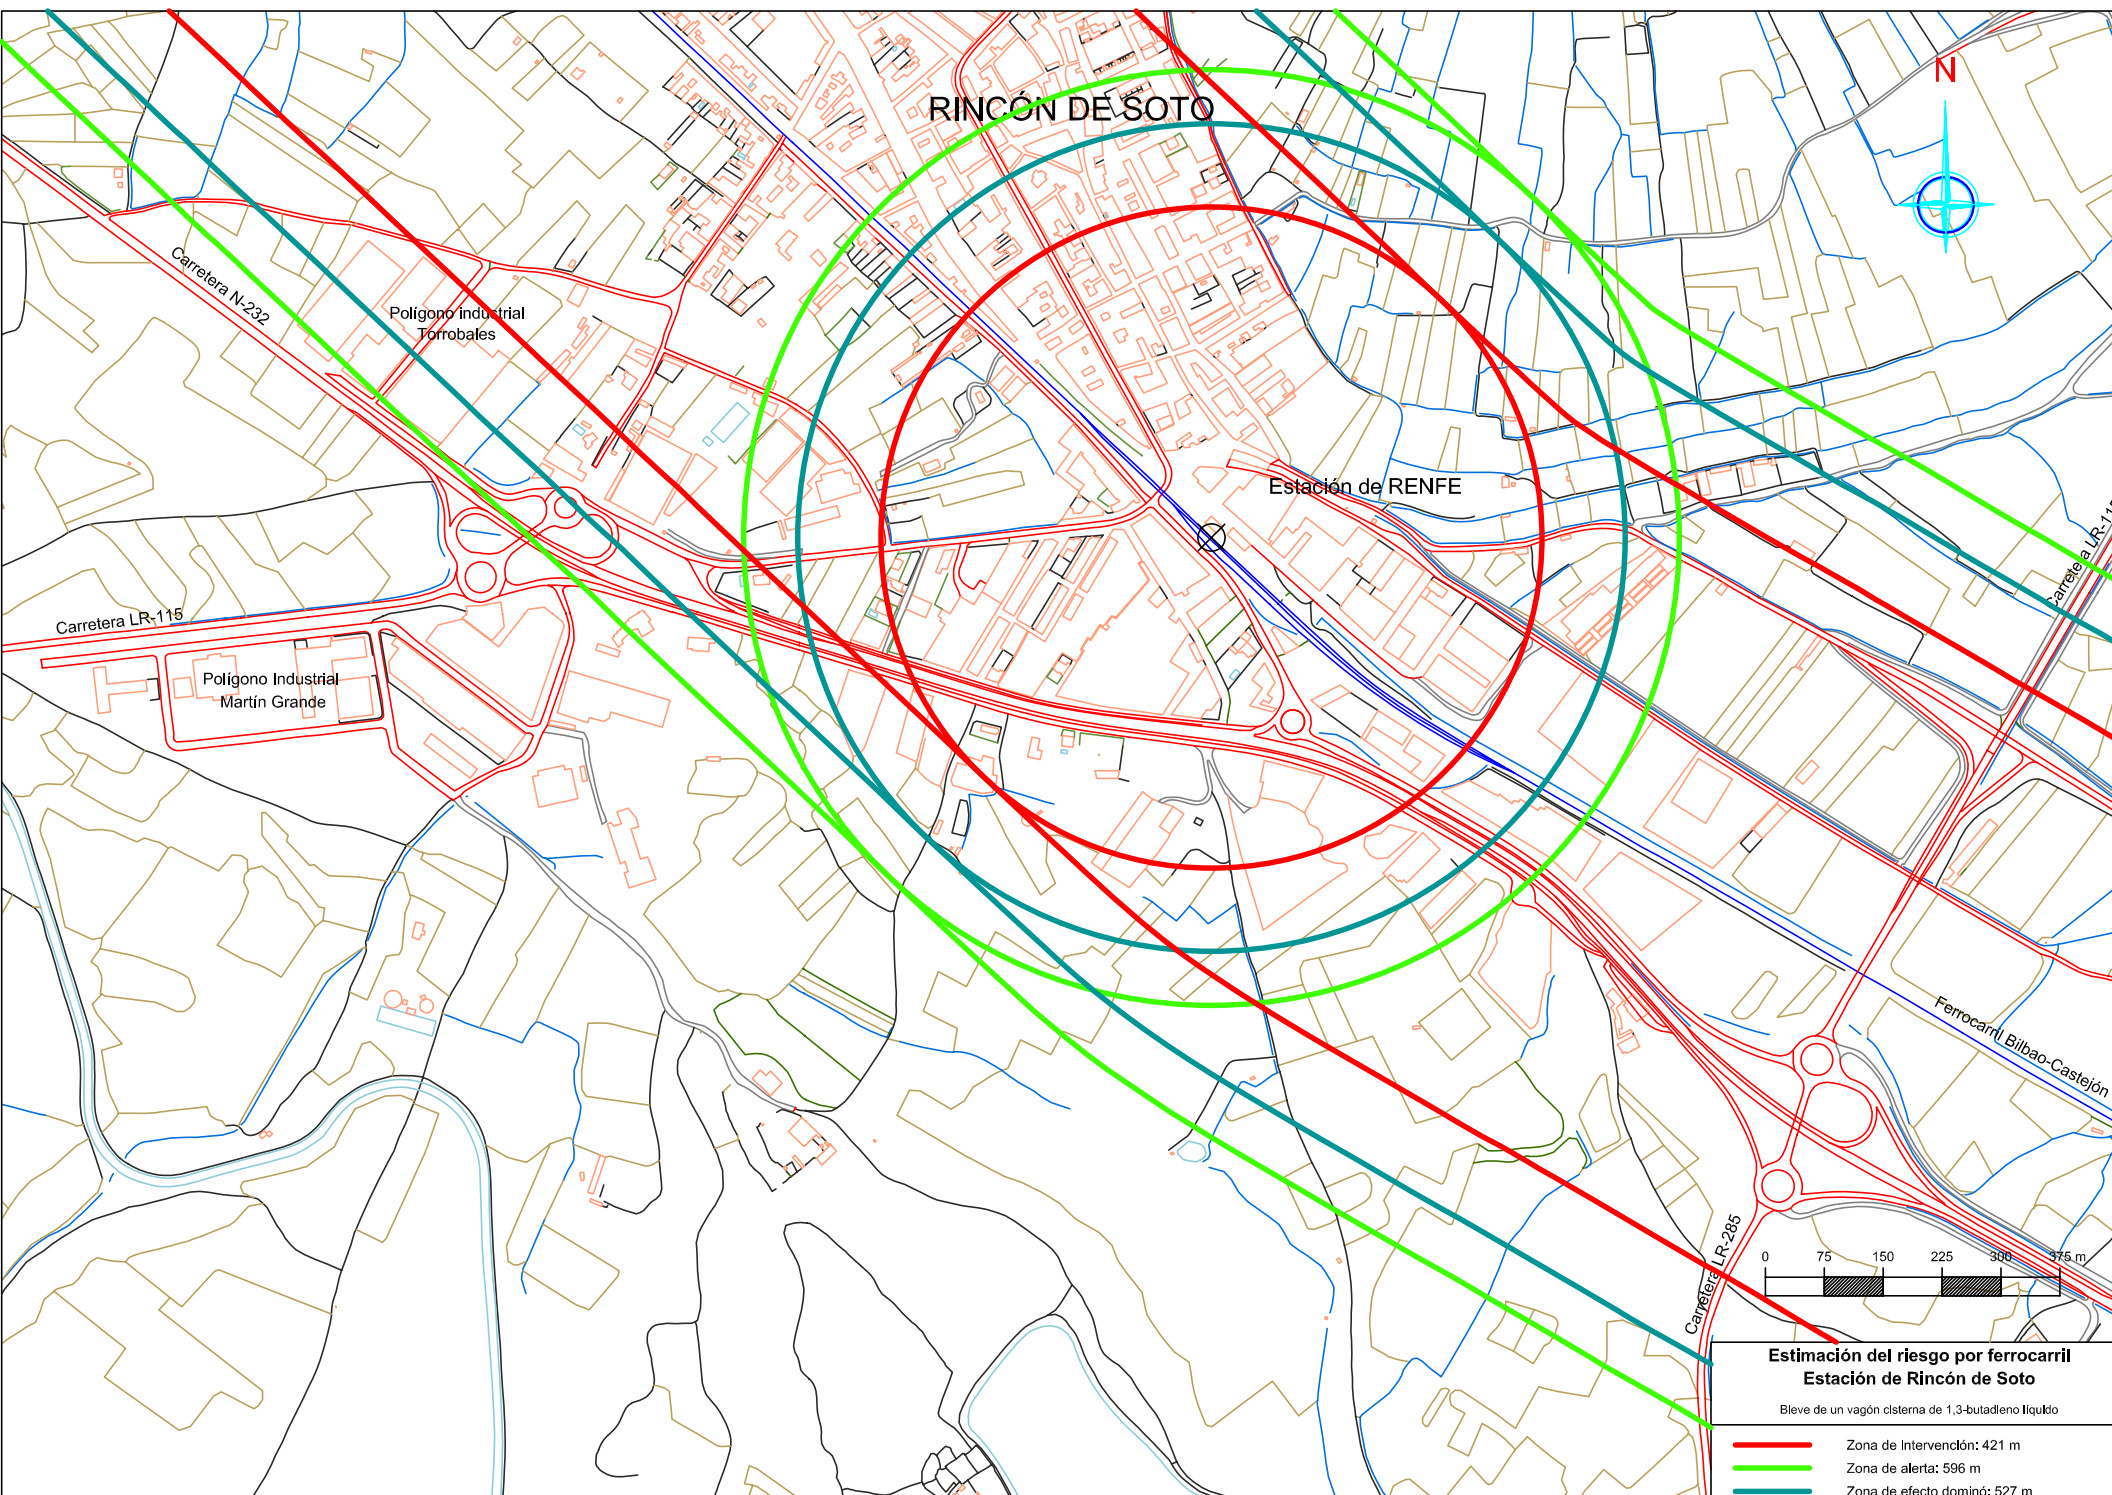 RINCÓN DE SOTO
N
Carretera N-232
Polígono industrial
Torrobales
Estación de RENFE
Carretera LR-115
Carretera LR-115
Polígono Industrial
Martín Grande
Ferrocarril Bilbao-Castejón
Carretera LR-285
0 75 150 225 300 375 m
Estimación del riesgo por ferrocarril
Estación de Rincón de Soto
Bleve de un vagón cisterna de 1,3-butadieno líquido
Zona de Intervención: 421 m
Zona de alerta: 596 m
Zona de efecto dominó: 527 m